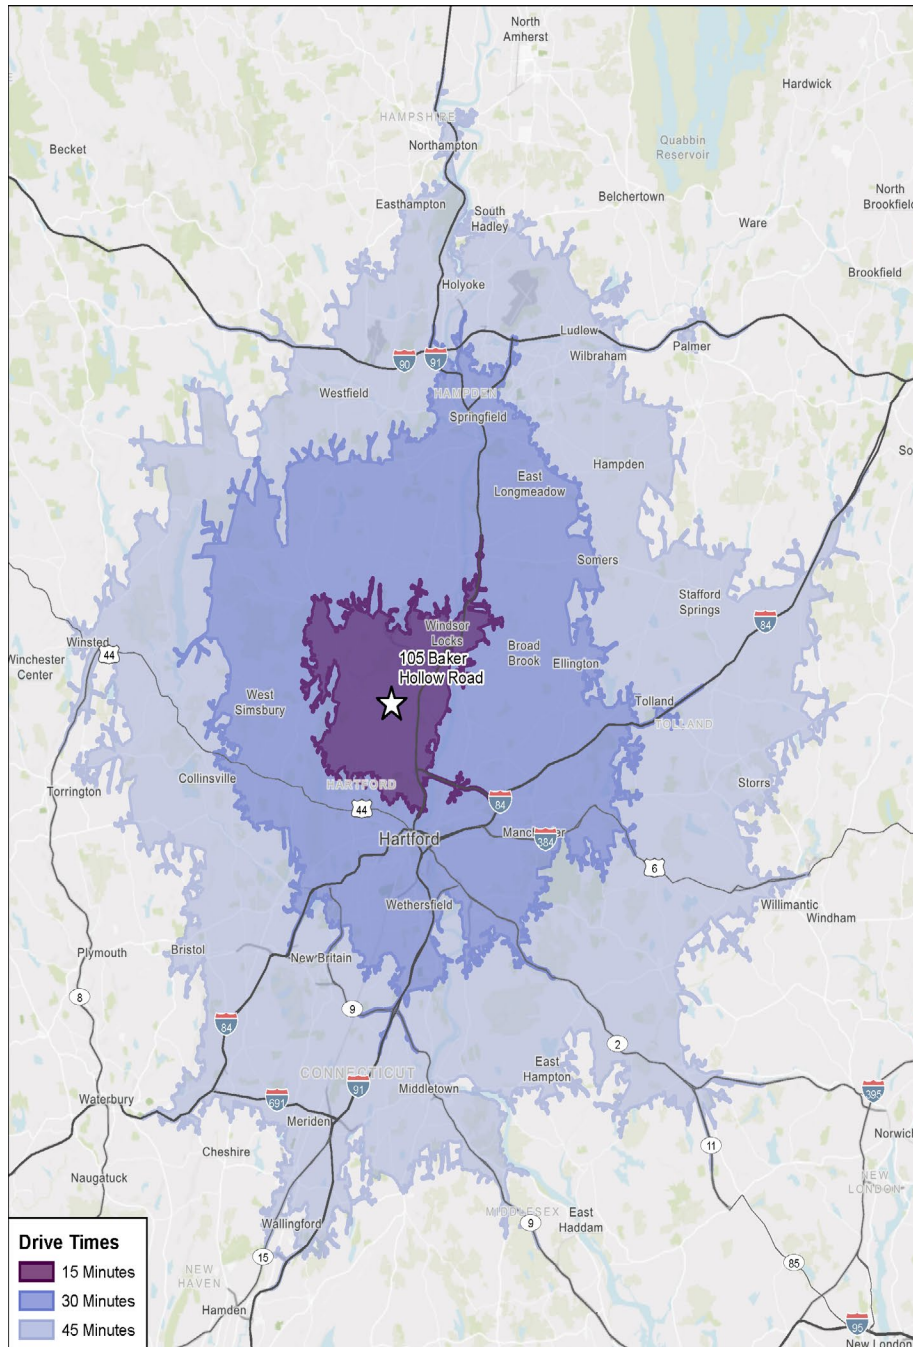 North
Amherst
Hardwick
HAMPSHIRE
Quabbin
Reservoir
Becket
Northampton
North
Brookfield
Easthampton
Belchertown
South
Hadley
Ware
Brookfield
Holyoke
Ludlow
Palmer
Wilbraham
90
91
Westfield
HAMPDEN
Springfield
So
Hampden
East
Longmeadow
Somers
Stafford
Springs
84
Windsor
Locks
Winsted
44
Broad
Brook
105 Baker
Hollow Road
Winchester
Center
Ellington
West
Simsbury
Tolland
TOLLAND
Collinsville
HARTFORD
Storrs
Torrington
44
84
Hartford
Manchester
384
6
Wethersfield
Willimantic
Windham
Plymouth
Bristol
New Britain
8
9
84
2
East
Hampton
CONNECTICUT
91
Middletown
395
Waterbury
691
Meriden
Norwich
Cheshire
11
Naugatuck
NEW
LONDON
MIDDLESEX
East
Haddam
Wallingford
9
15
85
NEW
HAVEN
Hamden
95
New London
Drive Times
15 Minutes
30 Minutes
45 Minutes